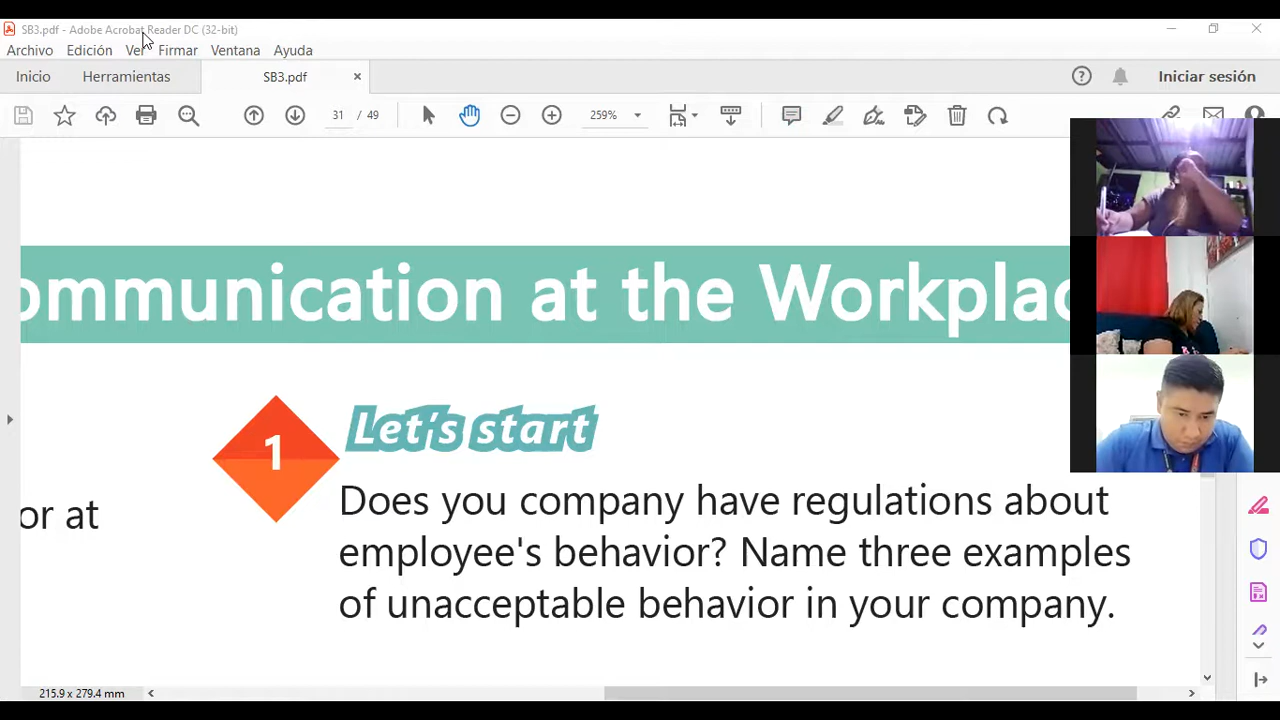 SB3.pdf - Adobe Acrobat Reader DC (32-bit)
Archivo Edición Ver Firmar Ventana Ayuda
Inicio Herramientas SB3.pdf × Iniciar sesión
31 / 49 259%
ommunication at the Workplac
1 Let's start
Does you company have regulations about
or at
employee's behavior? Name three examples
of unacceptable behavior in your company.
215.9 x 279.4 mm